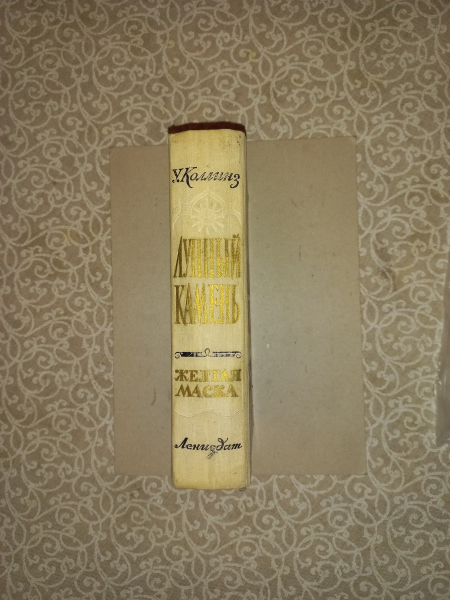 У. Коллинз
ЛУННЫЙ
КАМЕНЬ
ЖЕЛТАЯ
МАСКА
Лениздат